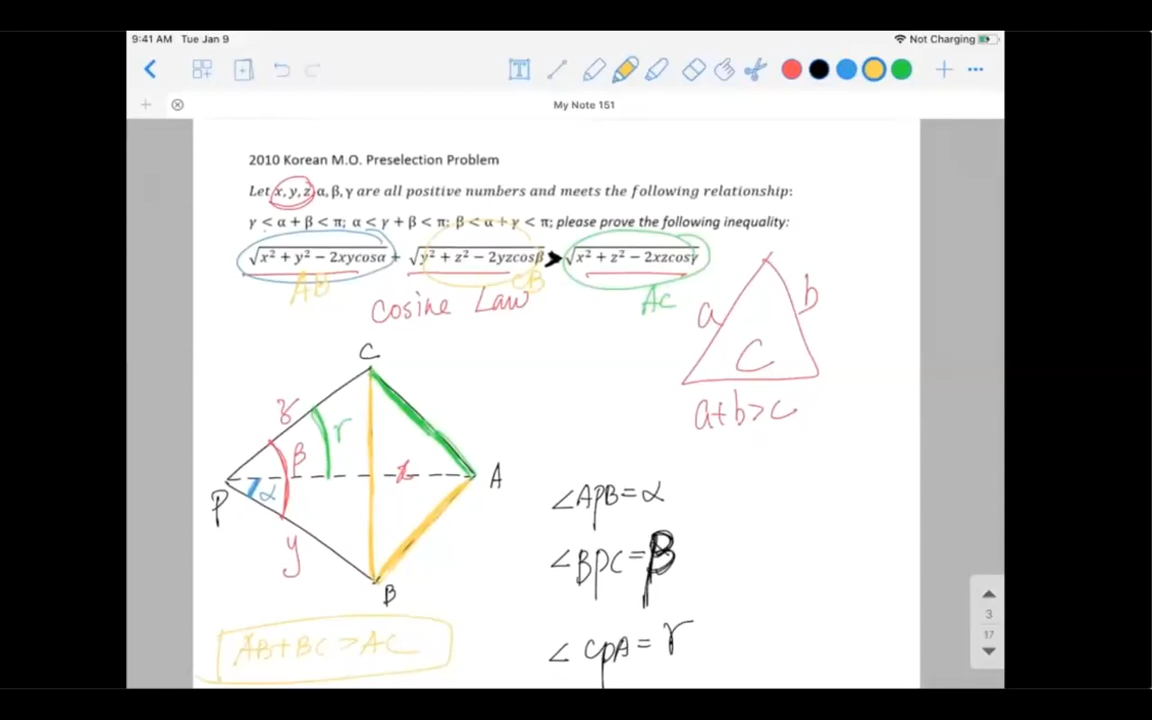 9:41 AM Tue Jan 9
Not Charging
My Note 151
2010 Korean M.O. Preselection Problem
Let x, y, z, α, β, γ are all positive numbers and meets the following relationship:
γ < α + β < π; α < γ + β < π; β < α + γ < π; please prove the following inequality:
√x² + y² − 2xycosα + √y² + z² − 2yzcosβ > √x² + z² − 2xzcosγ
AB CB AC
Cosine Law
a b
C
a+b>c
C
z
r
β
x
A
P
α
y
B
∠APB=α
∠BPC=β
∠CPA=r
AB+BC>AC
3
17